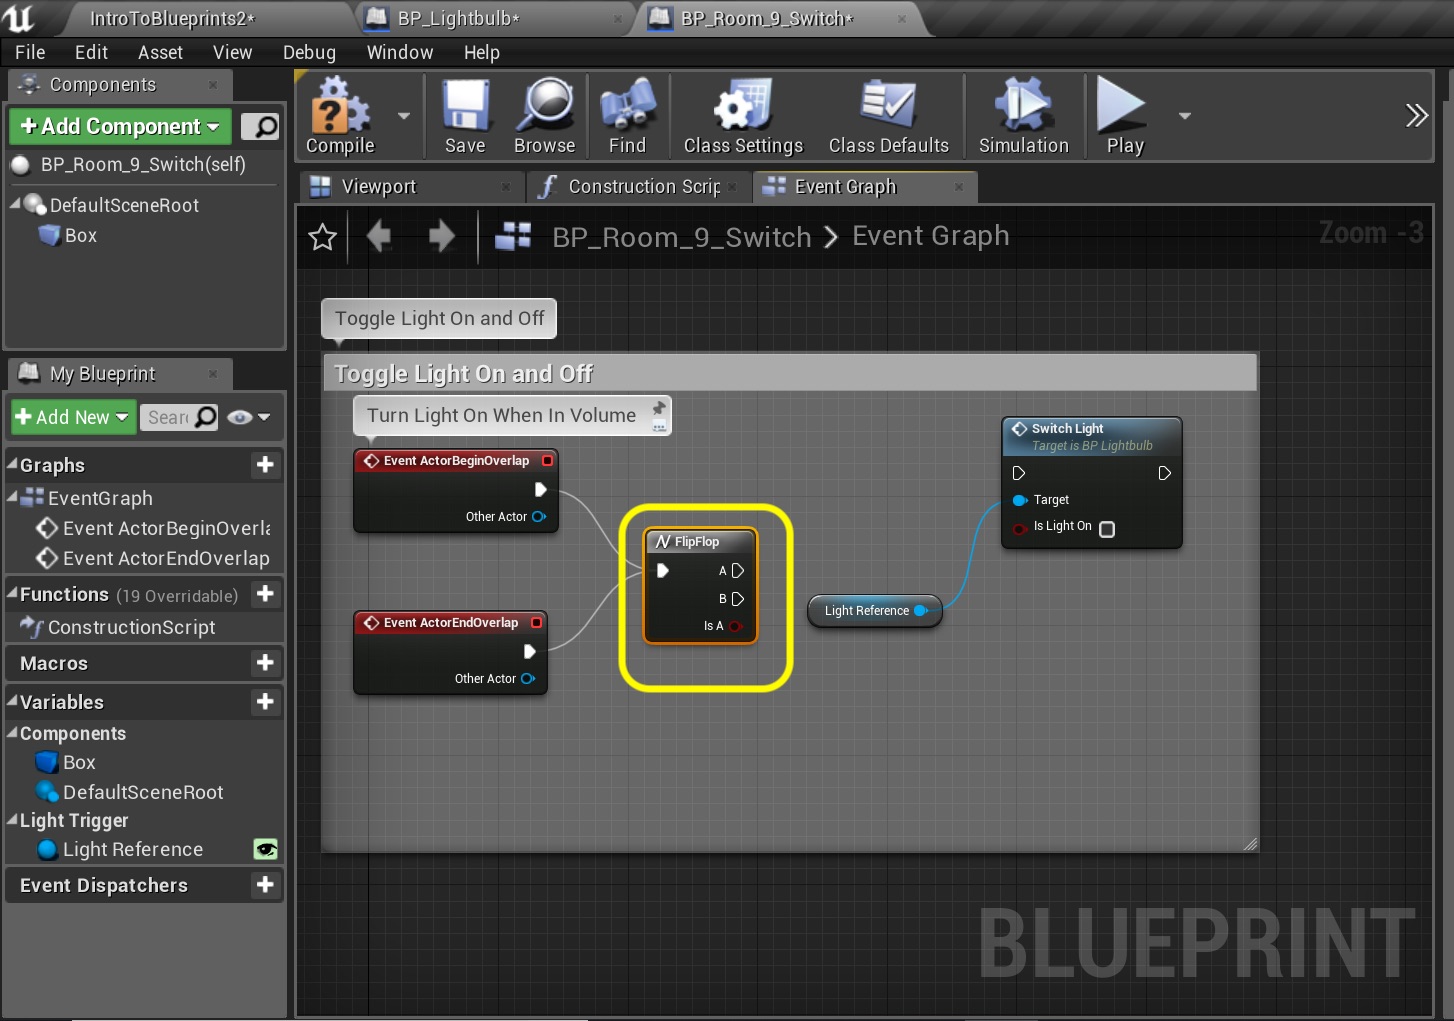 IntroToBlueprints2*
BP_Lightbulb*
BP_Room_9_Switch*
File Edit Asset View Debug Window Help
Components
+Add Component
BP_Room_9_Switch(self)
DefaultSceneRoot
Box
Compile
Save
Browse
Find
Class Settings
Class Defaults
Simulation
Play
Viewport
Construction Scrip
Event Graph
BP_Room_9_Switch > Event Graph
Zoom -3
My Blueprint
+Add New
Searc
Graphs
EventGraph
Event ActorBeginOverla
Event ActorEndOverlap
Functions (19 Overridable)
ConstructionScript
Macros
Variables
Components
Box
DefaultSceneRoot
Light Trigger
Light Reference
Event Dispatchers
Toggle Light On and Off
Toggle Light On and Off
Turn Light On When In Volume
Event ActorBeginOverlap
Other Actor
Event ActorEndOverlap
Other Actor
FlipFlop
A
B
Is A
Light Reference
Switch Light
Target is BP Lightbulb
Target
Is Light On
BLUEPRINT